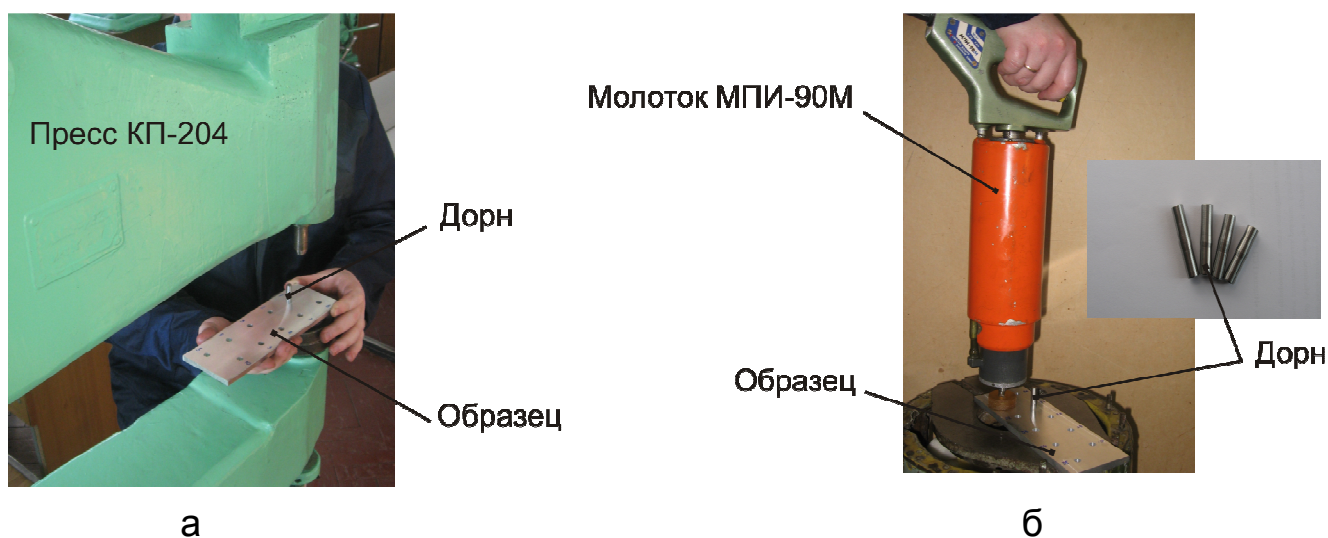 Пресс КП-204
Дорн
Образец
а
Молоток МПИ-90М
Дорн
Образец
б